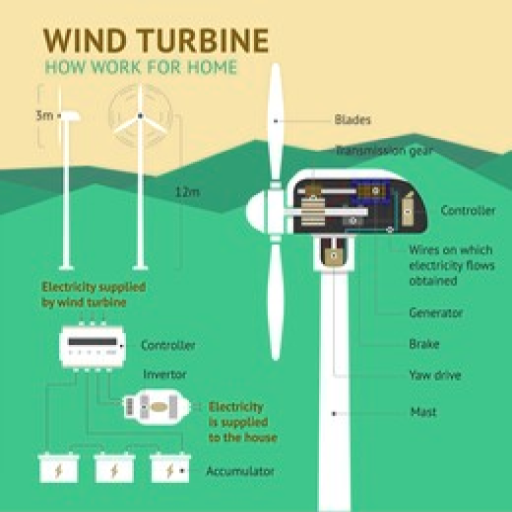 WIND TURBINE
HOW WORK FOR HOME
3m
Blades
Transmission gear
12m
Controller
Wires on which
electricity flows
obtained
Electricity supplied
by wind turbine
Generator
Controller
Brake
Invertor
Yaw drive
Electricity
is supplied
to the house
Mast
Accumulator